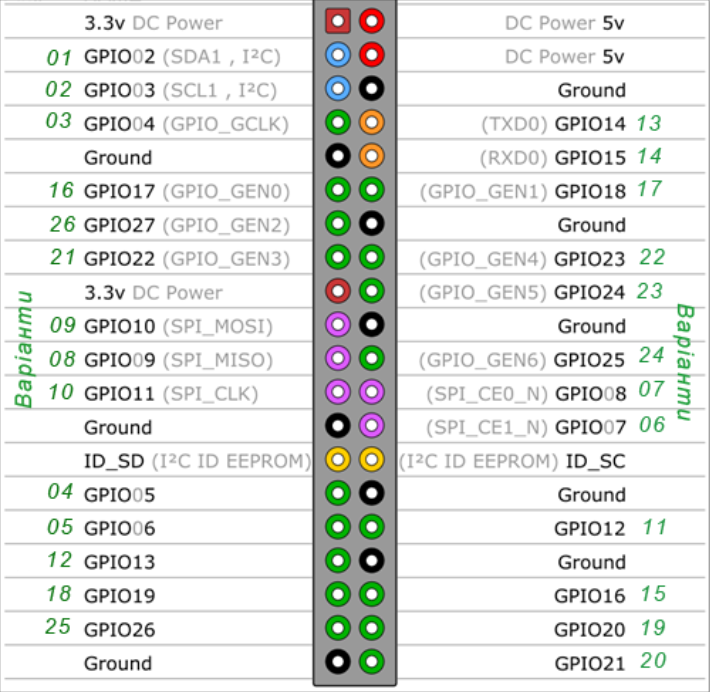 3.3v DC Power DC Power 5v
01 GPIO02 (SDA1 , I²C) DC Power 5v
02 GPIO03 (SCL1 , I²C) Ground
03 GPIO04 (GPIO_GCLK) (TXD0) GPIO14 13
Ground (RXD0) GPIO15 14
16 GPIO17 (GPIO_GEN0) (GPIO_GEN1) GPIO18 17
26 GPIO27 (GPIO_GEN2) Ground
21 GPIO22 (GPIO_GEN3) (GPIO_GEN4) GPIO23 22
3.3v DC Power (GPIO_GEN5) GPIO24 23
09 GPIO10 (SPI_MOSI) Ground
08 GPIO09 (SPI_MISO) (GPIO_GEN6) GPIO25 24
10 GPIO11 (SPI_CLK) (SPI_CE0_N) GPIO08 07
Ground (SPI_CE1_N) GPIO07 06
ID_SD (I²C ID EEPROM) (I²C ID EEPROM) ID_SC
04 GPIO05 Ground
05 GPIO06 GPIO12 11
12 GPIO13 Ground
18 GPIO19 GPIO16 15
25 GPIO26 GPIO20 19
Ground GPIO21 20
Варіанти
Варіанти